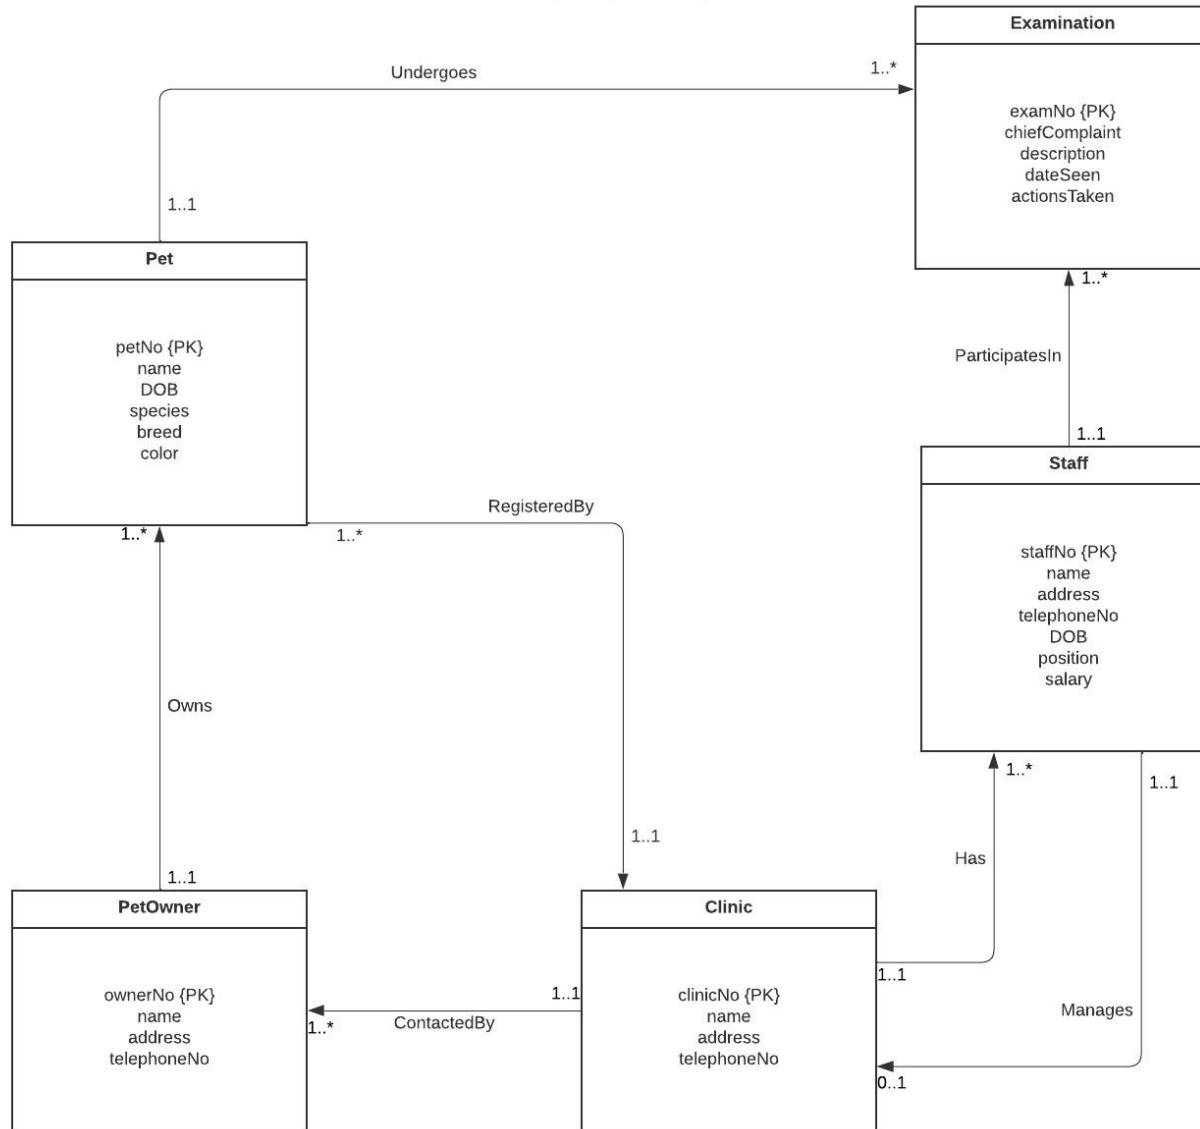 Examination
examNo {PK}
chiefComplaint
description
dateSeen
actionsTaken
Undergoes
1..*
1..1
Pet
petNo {PK}
name
DOB
species
breed
color
1..*
ParticipatesIn
1..1
Staff
staffNo {PK}
name
address
telephoneNo
DOB
position
salary
RegisteredBy
1..*
1..*
1..1
Owns
1..1
PetOwner
ownerNo {PK}
name
address
telephoneNo
1..1
ContactedBy
1..*
Clinic
clinicNo {PK}
name
address
telephoneNo
1..*
Has
1..1
1..1
Manages
0..1